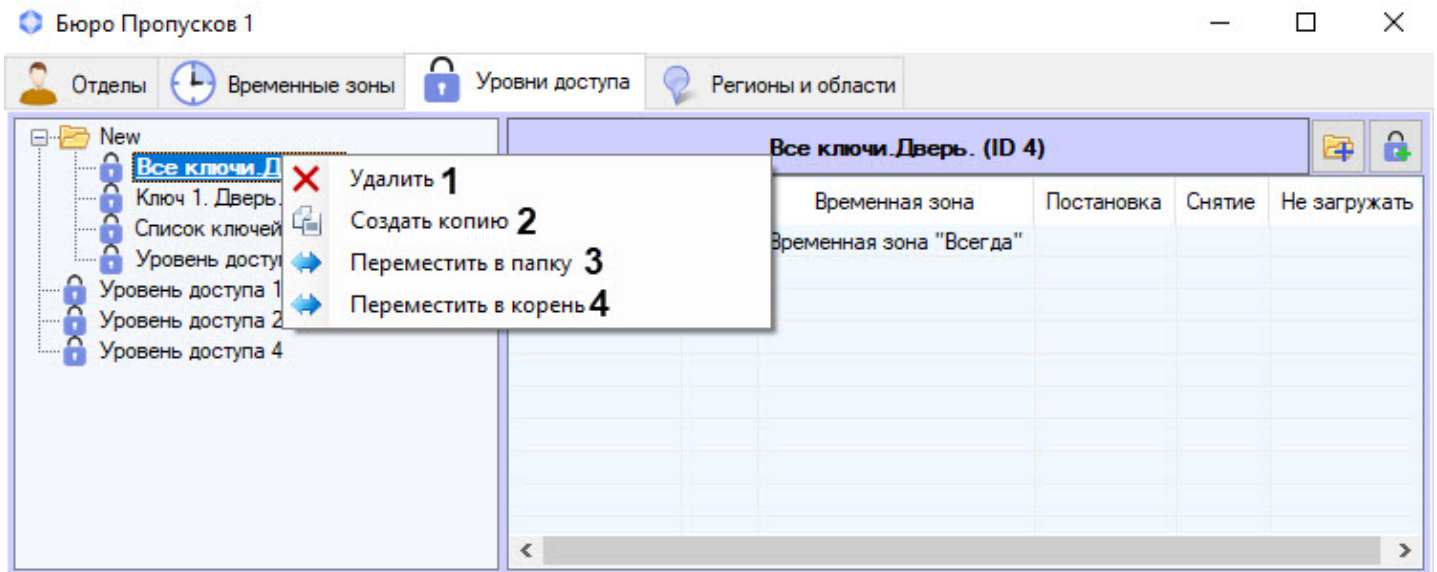 Бюро Пропусков 1
Отделы
Временные зоны
Уровни доступа
Регионы и области
New
Все ключи.Д
Ключ 1. Дверь.
Список ключей
Уровень
Уровень доступа 1
Уровень доступа 2
Уровень доступа 4
Удалить 1
Создать копию 2
Переместить в папку 3
Переместить в корень 4
Все ключи.Дверь. (ID 4)
Временная зона
Постановка
Снятие
Не загружать
Временная зона "Всегда"